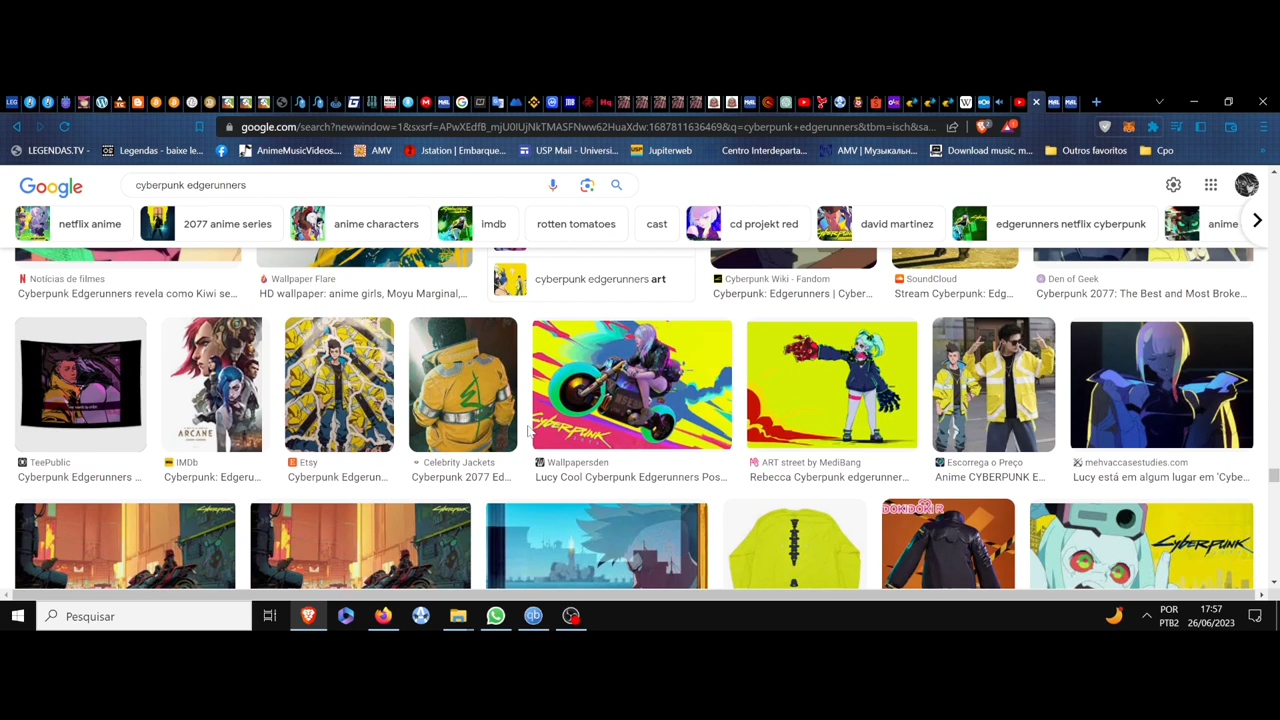 google.com/search?newwindow=1&sxsrf=APwXEdfB_mjU0IUjNkTMASFNww62HuaXdw:1687811636469&q=cyberpunk+edgerunners&tbm=isch&sa...
LEGENDAS.TV -
Legendas - baixe le...
AnimeMusicVideos....
AMV
Jstation | Embarque...
USP Mail - Universi...
Jupiterweb
Centro Interdeparta...
AMV | Музыкальн...
Download music, m...
Outros favoritos
Cpo
Google
cyberpunk edgerunners
netflix anime
2077 anime series
anime characters
imdb
rotten tomatoes
cast
cd projekt red
david martinez
edgerunners netflix cyberpunk
anime
cyberpunk edgerunners art
Notícias de filmes
Cyberpunk Edgerunners revela como Kiwi se...
Wallpaper Flare
HD wallpaper: anime girls, Moyu Marginal,...
Cyberpunk Wiki - Fandom
Cyberpunk: Edgerunners | Cyber...
SoundCloud
Stream Cyberpunk: Edg...
Den of Geek
Cyberpunk 2077: The Best and Most Broke...
ARCANE
CYBERPUNK
TeePublic
Cyberpunk Edgerunners ...
IMDb
Cyberpunk: Edgeru...
Etsy
Cyberpunk Edgerun...
Celebrity Jackets
Cyberpunk 2077 Ed...
Wallpapersden
Lucy Cool Cyberpunk Edgerunners Pos...
ART street by MediBang
Rebecca Cyberpunk edgerunner...
Escorrega o Preço
Anime CYBERPUNK E...
mehvaccasestudies.com
Lucy está em algum lugar em 'Cybe...
DOKIDOKI R
CYBERPUNK
Pesquisar
POR
PTB2
17:57
26/06/2023